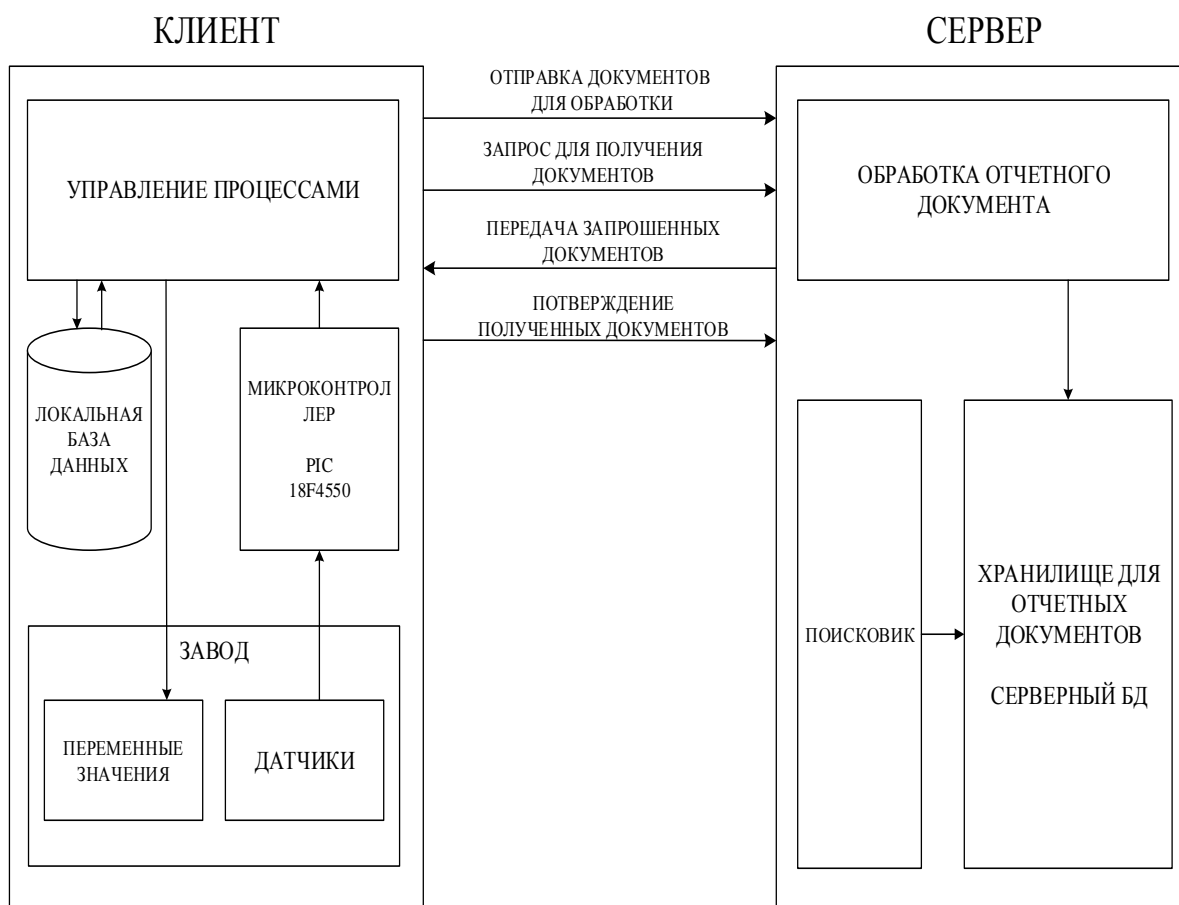 КЛИЕНТ
СЕРВЕР
ОТПРАВКА ДОКУМЕНТОВ
ДЛЯ ОБРАБОТКИ
ЗАПРОС ДЛЯ ПОЛУЧЕНИЯ
ДОКУМЕНТОВ
ПЕРЕДАЧА ЗАПРОШЕННЫХ
ДОКУМЕНТОВ
ПОТВЕРЖДЕНИЕ
ПОЛУЧЕННЫХ ДОКУМЕНТОВ
УПРАВЛЕНИЕ ПРОЦЕССАМИ
ОБРАБОТКА ОТЧЕТНОГО
ДОКУМЕНТА
ЛОКАЛЬНАЯ
БАЗА
ДАННЫХ
МИКРОКОНТРОЛ
ЛЕР
PIC
18F4550
ЗАВОД
ПЕРЕМЕННЫЕ
ЗНАЧЕНИЯ
ДАТЧИКИ
ПОИСКОВИК
ХРАНИЛИЩЕ ДЛЯ
ОТЧЕТНЫХ
ДОКУМЕНТОВ
СЕРВЕРНЫЙ БД